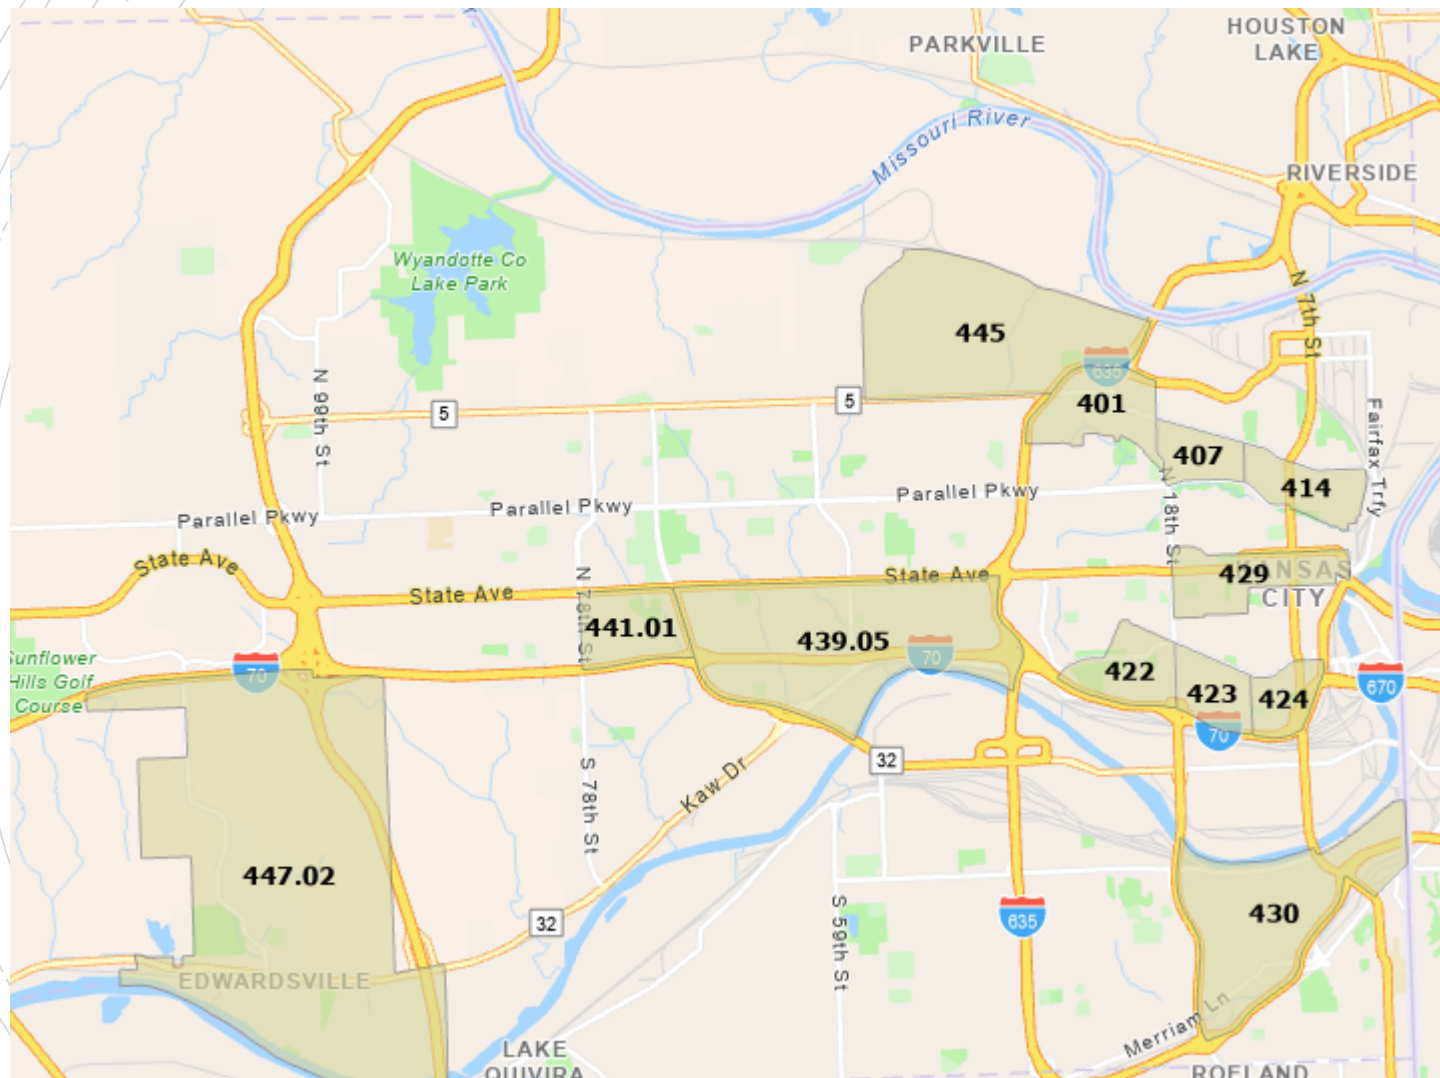 PARKVILLE
HOUSTON
LAKE
Missouri River
RIVERSIDE
Wyandotte Co
Lake Park
N 7th St
445
635
N 99th St
5
5
401
Fairfax Trfy
407
414
N 18th St
Parallel Pkwy
Parallel Pkwy
Parallel Pkwy
State Ave
State Ave
State Ave
429
KANSAS
CITY
N 78th St
441.01
439.05
70
Sunflower
Hills Golf
Course
70
422
423
424
670
70
32
Kaw Dr
S 78th St
447.02
32
S 59th St
635
430
EDWARDSVILLE
Merriam Ln
LAKE
QUIVIRA
ROELAND